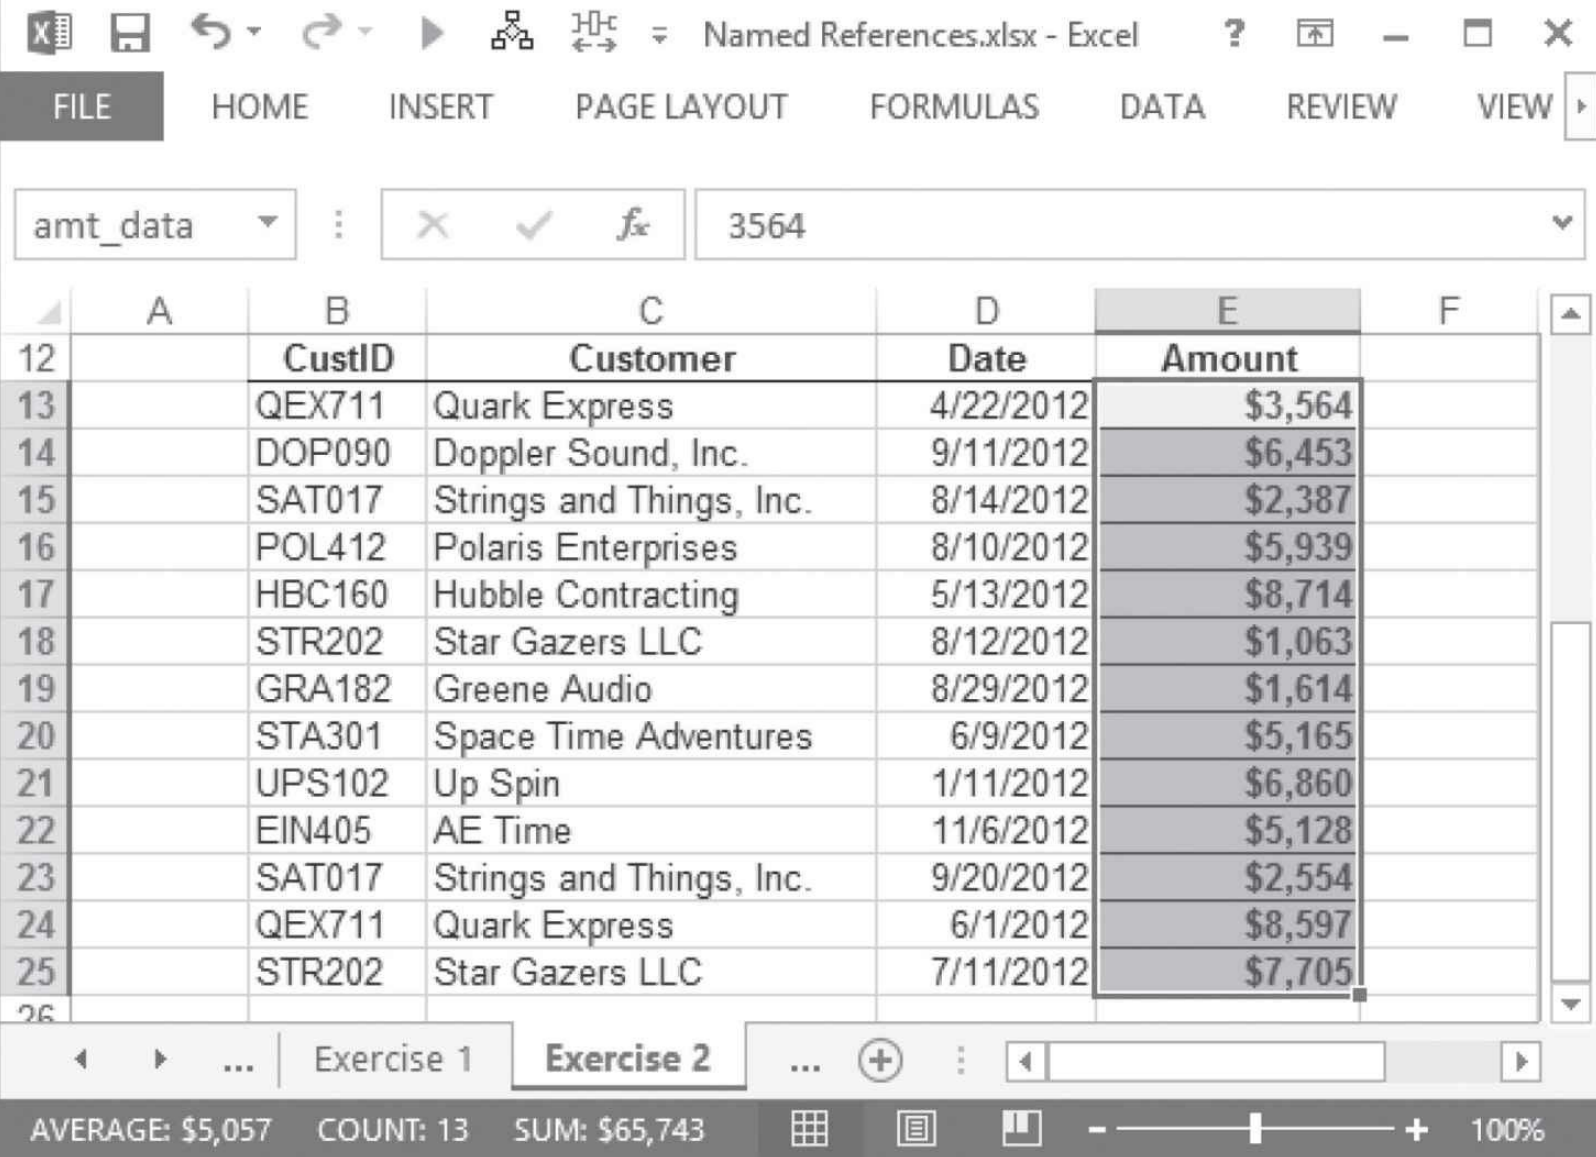 Named References.xlsx - Excel ?
FILE HOME INSERT PAGE LAYOUT FORMULAS DATA REVIEW VIEW
amt_data fx 3564
A B C D E F
12 CustID Customer Date Amount
13 QEX711 Quark Express 4/22/2012 $3,564
14 DOP090 Doppler Sound, Inc. 9/11/2012 $6,453
15 SAT017 Strings and Things, Inc. 8/14/2012 $2,387
16 POL412 Polaris Enterprises 8/10/2012 $5,939
17 HBC160 Hubble Contracting 5/13/2012 $8,714
18 STR202 Star Gazers LLC 8/12/2012 $1,063
19 GRA182 Greene Audio 8/29/2012 $1,614
20 STA301 Space Time Adventures 6/9/2012 $5,165
21 UPS102 Up Spin 1/11/2012 $6,860
22 EIN405 AE Time 11/6/2012 $5,128
23 SAT017 Strings and Things, Inc. 9/20/2012 $2,554
24 QEX711 Quark Express 6/1/2012 $8,597
25 STR202 Star Gazers LLC 7/11/2012 $7,705
26
... Exercise 1 Exercise 2 ...
AVERAGE: $5,057 COUNT: 13 SUM: $65,743 100%